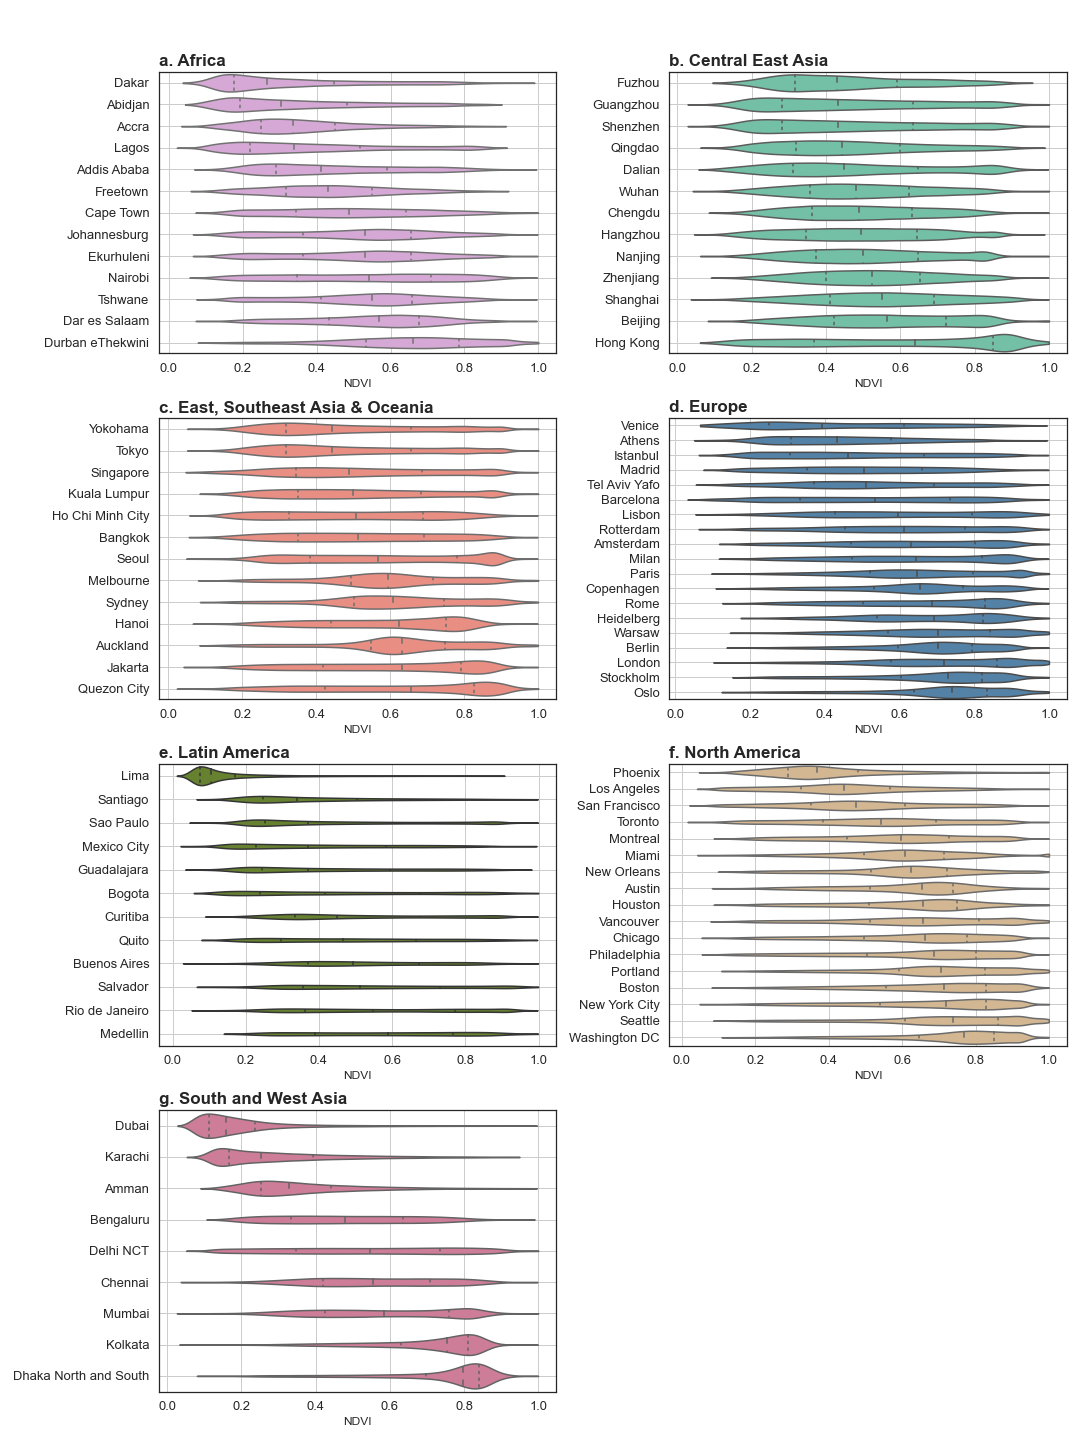 a. Africa
Dakar
Abidjan
Accra
Lagos
Addis Ababa
Freetown
Cape Town
Johannesburg
Ekurhuleni
Nairobi
Tshwane
Dar es Salaam
Durban eThekwini
0.0 0.2 0.4 0.6 0.8 1.0
NDVI
b. Central East Asia
Fuzhou
Guangzhou
Shenzhen
Qingdao
Dalian
Wuhan
Chengdu
Hangzhou
Nanjing
Zhenjiang
Shanghai
Beijing
Hong Kong
0.0 0.2 0.4 0.6 0.8 1.0
NDVI
c. East, Southeast Asia & Oceania
Yokohama
Tokyo
Singapore
Kuala Lumpur
Ho Chi Minh City
Bangkok
Seoul
Melbourne
Sydney
Hanoi
Auckland
Jakarta
Quezon City
0.0 0.2 0.4 0.6 0.8 1.0
NDVI
d. Europe
Venice
Athens
Istanbul
Madrid
Tel Aviv Yafo
Barcelona
Lisbon
Rotterdam
Amsterdam
Milan
Paris
Copenhagen
Rome
Heidelberg
Warsaw
Berlin
London
Stockholm
Oslo
0.0 0.2 0.4 0.6 0.8 1.0
NDVI
e. Latin America
Lima
Santiago
Sao Paulo
Mexico City
Guadalajara
Bogota
Curitiba
Quito
Buenos Aires
Salvador
Rio de Janeiro
Medellin
0.0 0.2 0.4 0.6 0.8 1.0
NDVI
f. North America
Phoenix
Los Angeles
San Francisco
Toronto
Montreal
Miami
New Orleans
Austin
Houston
Vancouver
Chicago
Philadelphia
Portland
Boston
New York City
Seattle
Washington DC
0.0 0.2 0.4 0.6 0.8 1.0
NDVI
g. South and West Asia
Dubai
Karachi
Amman
Bengaluru
Delhi NCT
Chennai
Mumbai
Kolkata
Dhaka North and South
0.0 0.2 0.4 0.6 0.8 1.0
NDVI